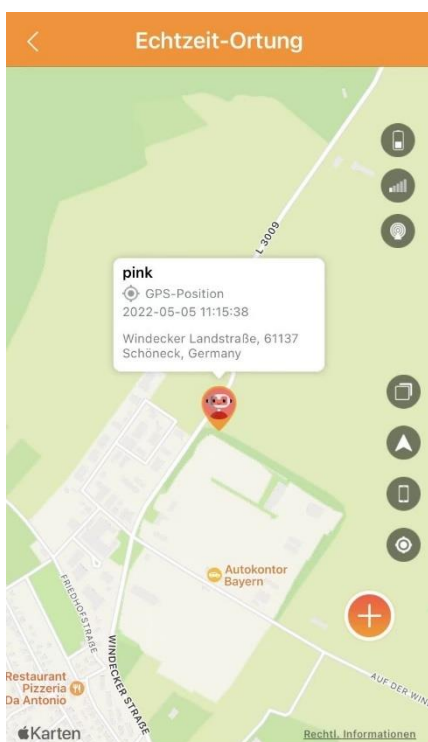 Echtzeit-Ortung
L 3009
pink
GPS-Position
2022-05-05 11:15:38
Windecker Landstraße, 61137
Schöneck, Germany
Autokontor
Bayern
FRIEDHOFSTRAßE
WINDECKER STRAßE
Restaurant
Pizzeria
Da Antonio
AUF DER WIN
Karten
Rechtl. Informationen